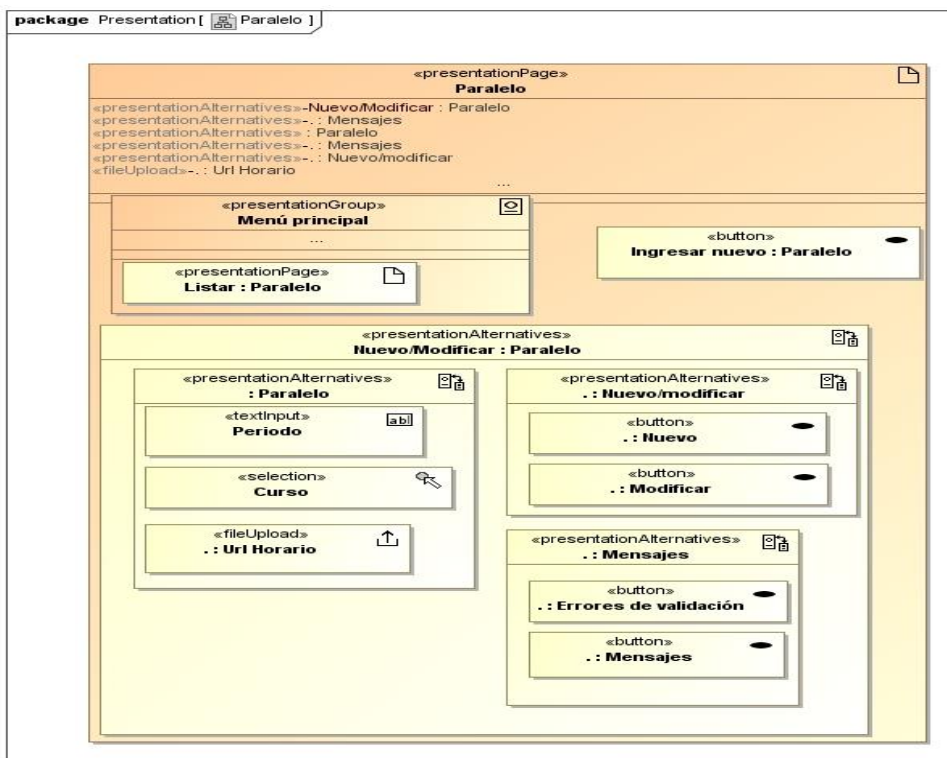 package Presentation [ Paralelo ]
«presentationPage»
Paralelo
«presentationAlternatives»-Nuevo/Modificar : Paralelo
«presentationAlternatives»-. : Mensajes
«presentationAlternatives» : Paralelo
«presentationAlternatives»-. : Mensajes
«presentationAlternatives»-. : Nuevo/modificar
«fileUpload»-. : Url Horario
...
«presentationGroup»
Menú principal
...
«presentationPage»
Listar : Paralelo
«button»
Ingresar nuevo : Paralelo
«presentationAlternatives»
Nuevo/Modificar : Paralelo
«presentationAlternatives»
: Paralelo
«textInput»
Periodo
ab
«selection»
Curso
«fileUpload»
. : Url Horario
«presentationAlternatives»
. : Nuevo/modificar
«button»
. : Nuevo
«button»
. : Modificar
«presentationAlternatives»
. : Mensajes
«button»
. : Errores de validación
«button»
. : Mensajes